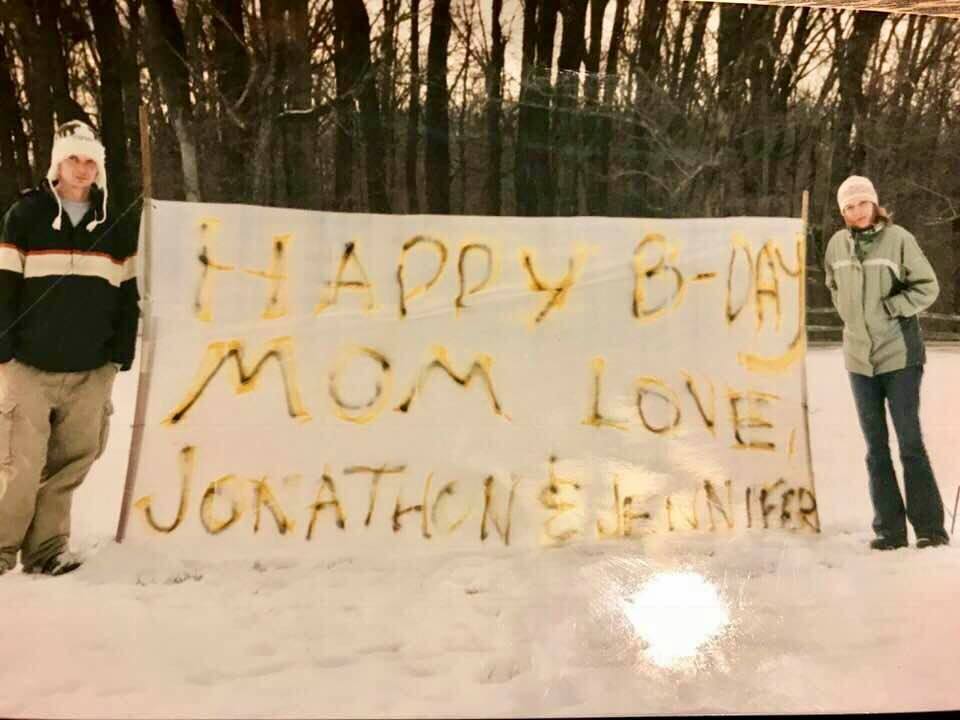 HAPPY B-DAY
MOM LOVE,
JONATHON & JENNIFER